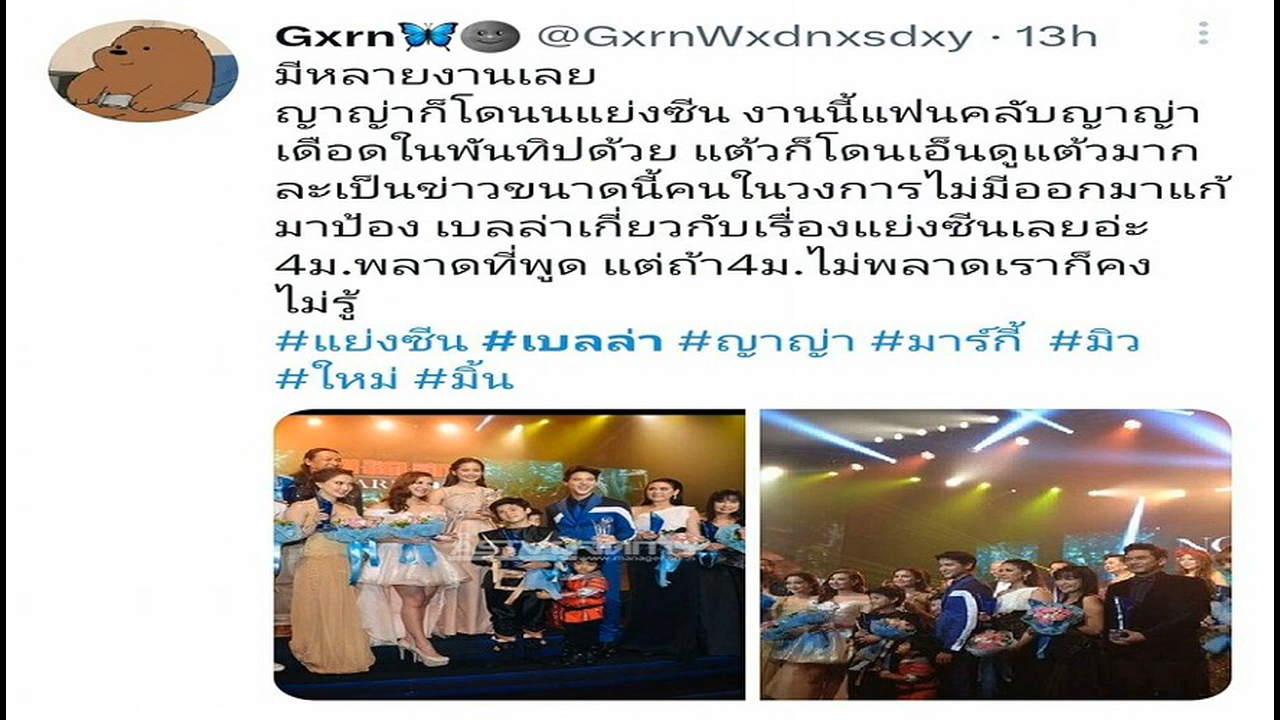 Gxrn🦋🌚 @GxrnWxdnxsdxy · 13h
มีหลายงานเลย
ญาญ่าก็โดนนแย่งซีน งานนี้แฟนคลับญาญ่า
เดือดในพันทิปด้วย แต้วก็โดนเอ็นดูแต้วมาก
ละเป็นข่าวขนาดนี้คนในวงการไม่มีออกมาแก้
มาป้อง เบลล่าเกี่ยวกับเรื่องแย่งซีนเลยอ่ะ
4ม.พลาดที่พูด แต่ถ้า4ม.ไม่พลาดเราก็คง
ไม่รู้
#แย่งซีน #เบลล่า #ญาญ่า #มาร์กี้ #มิว
#ใหม่ #มิ้น